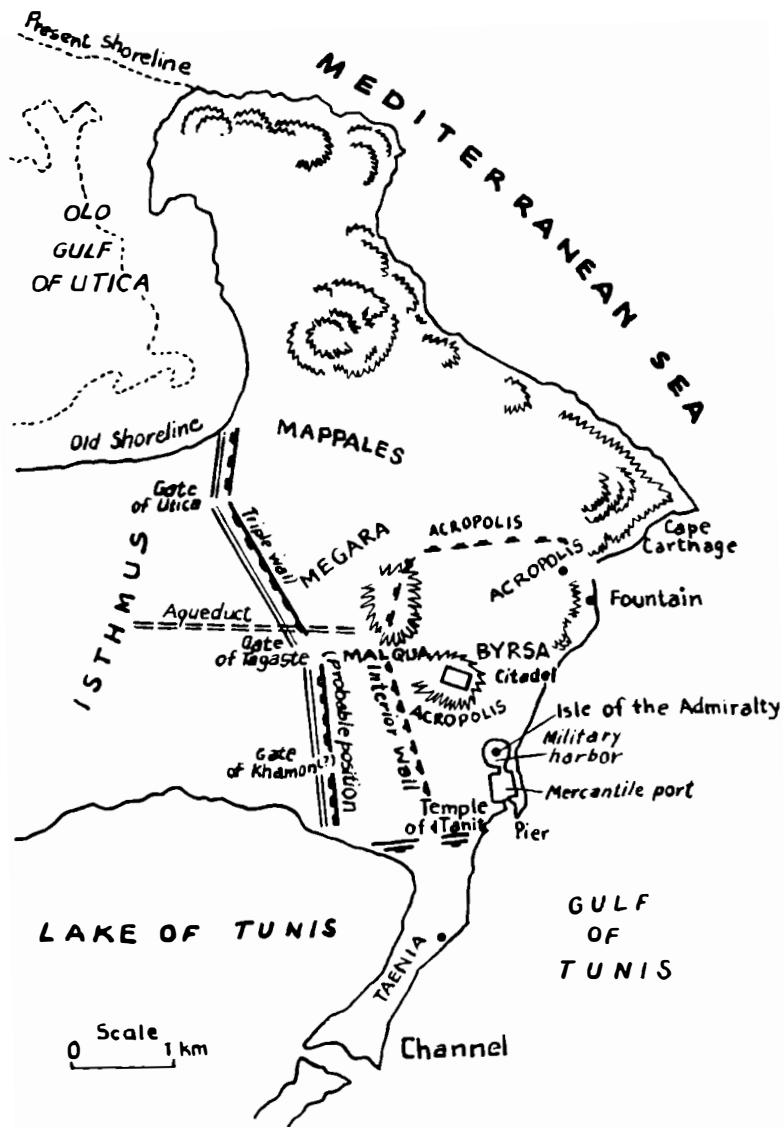 Present Shoreline
MEDITERRANEAN SEA
OLD
GULF
OF UTICA
Old Shoreline
MAPPALES
Gate
of Utica
Triple wall
MEGARA
ACROPOLIS
Cape
Carthage
ACROPOLIS
ISTHMUS
Aqueduct
Fountain
Gate
of Tagaste
MALQUA
BYRSA
Citadel
(Probable position
Interior wall
ACROPOLIS
Isle of the Admiralty
Military
harbor
Gate
of Khamon(?)
Mercantile port
Temple
of Tanit
Pier
LAKE OF TUNIS
GULF
OF
TUNIS
TAENIA
Scale
0 1 km
Channel